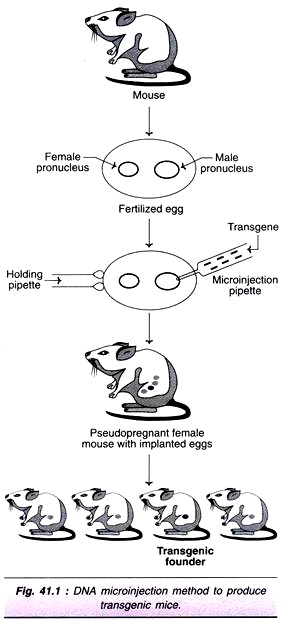 Mouse
Female
pronucleus
Male
pronucleus
Fertilized egg
Transgene
Holding
pipette
Microinjection
pipette
Pseudopregnant female
mouse with implanted eggs
Transgenic
founder
Fig. 41.1 : DNA microinjection method to produce
transgenic mice.